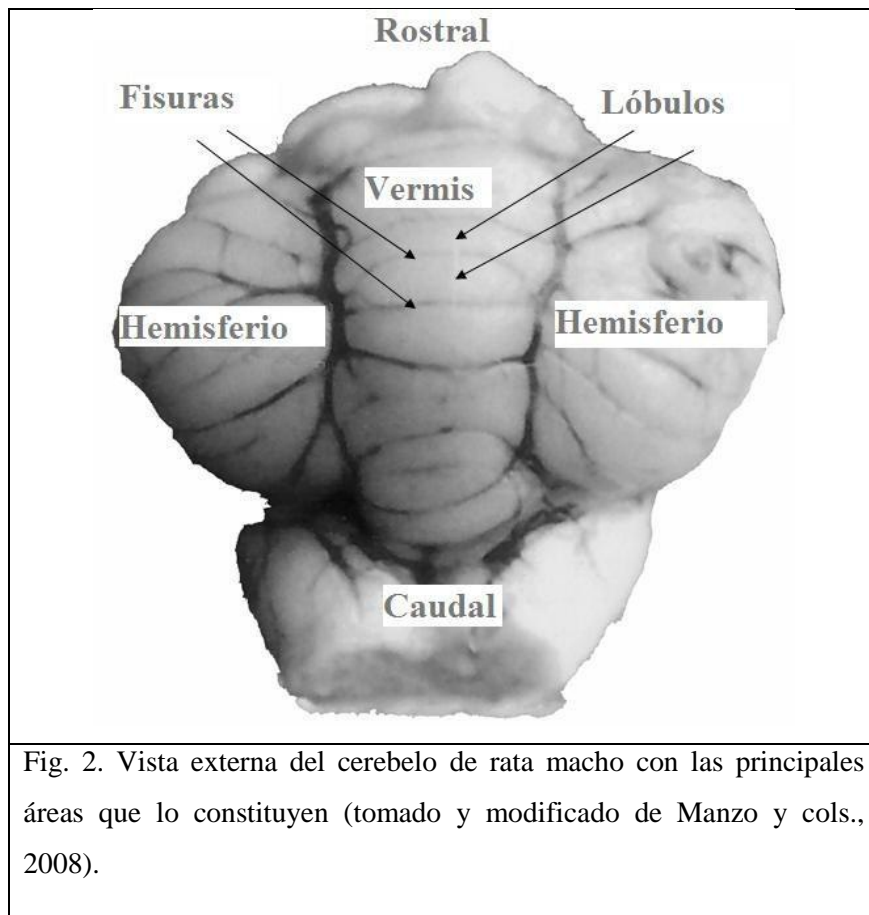 Rostral
Fisuras
Lóbulos
Vermis
Hemisferio
Hemisferio
Caudal
Fig. 2. Vista externa del cerebelo de rata macho con las principales
áreas que lo constituyen (tomado y modificado de Manzo y cols.,
2008).